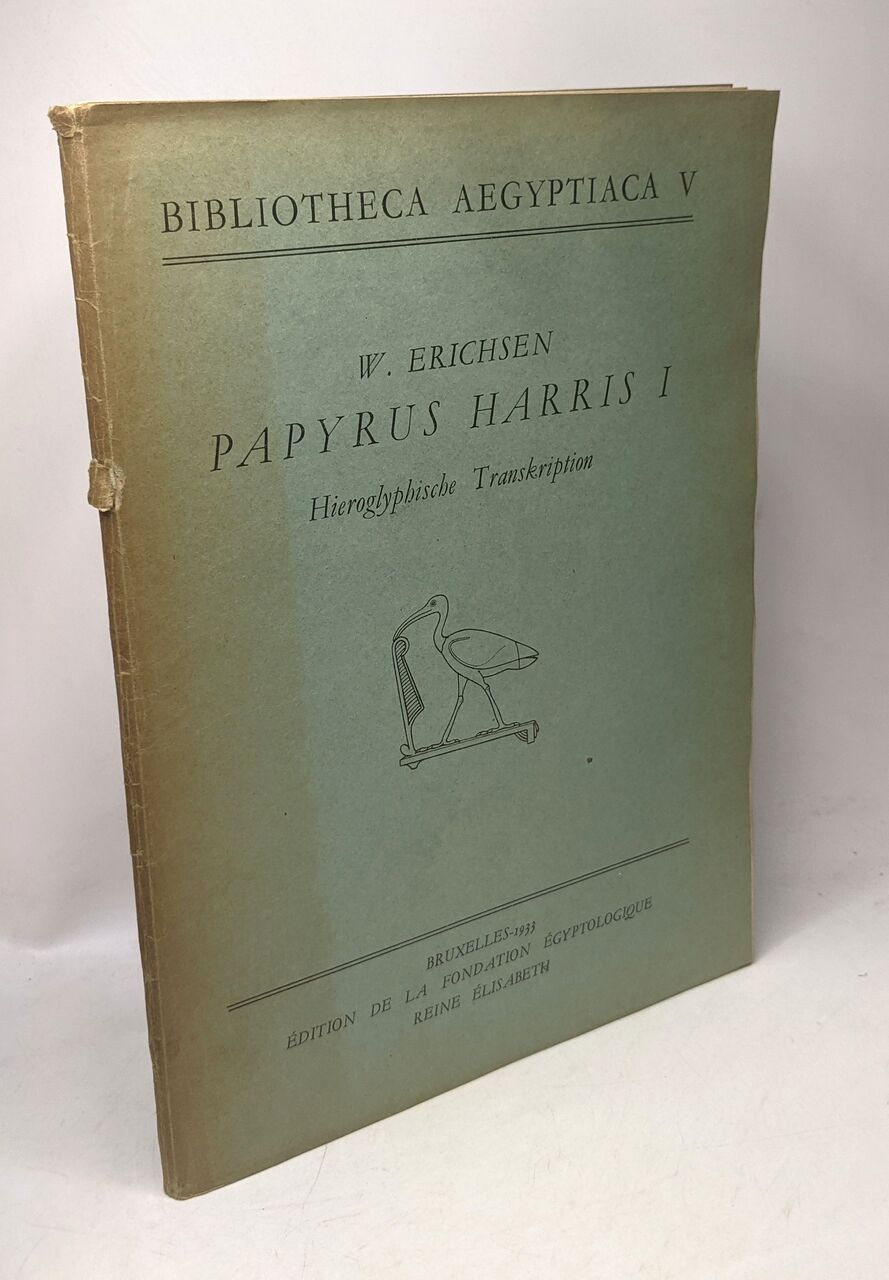 BIBLIOTHECA AEGYPTIACA V
W. ERICHSEN
PAPYRUS HARRIS I
Hieroglyphische Transkription
BRUXELLES-1933
ÉDITION DE LA FONDATION ÉGYPTOLOGIQUE
REINE ÉLISABETH